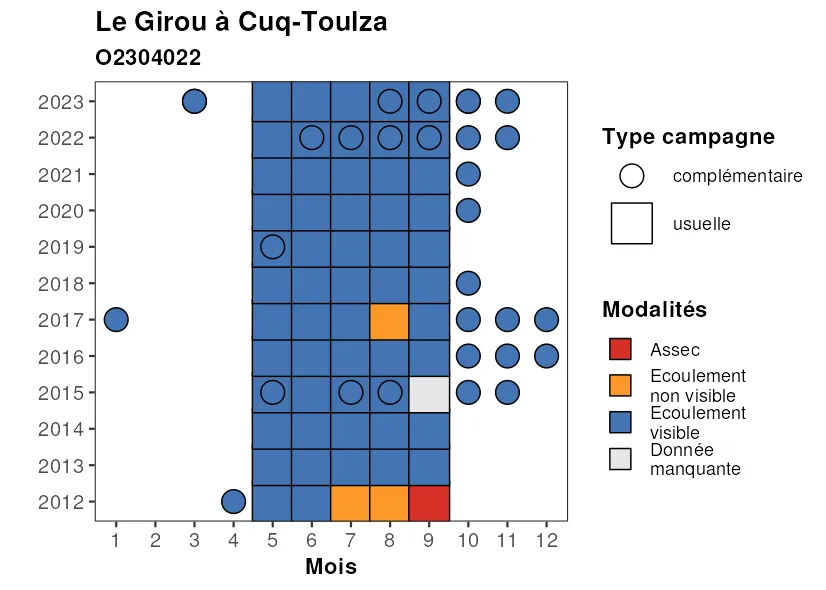 Le Girou à Cuq-Toulza
O2304022
2023
2022
2021
2020
2019
2018
2017
2016
2015
2014
2013
2012
1 2 3 4 5 6 7 8 9 10 11 12
Mois
Type campagne
complémentaire
usuelle
Modalités
Assec
Ecoulement
non visible
Ecoulement
visible
Donnée
manquante